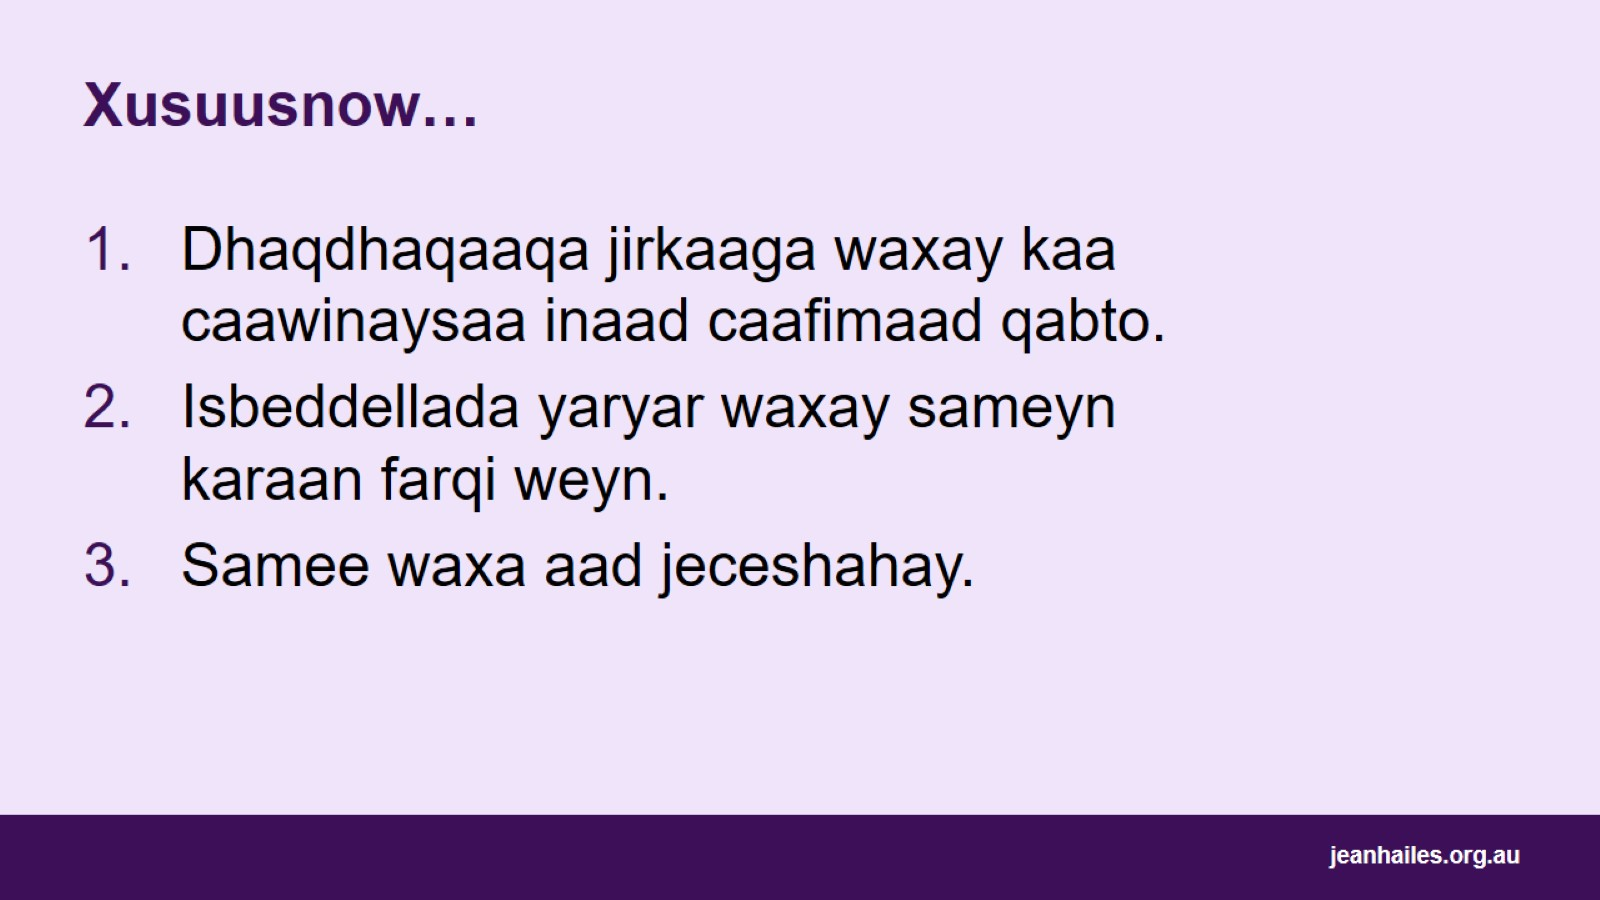 Xusuusnow…
1. Dhaqdhaqaaqa jirkaaga waxay kaa
caawinaysaa inaad caafimaad qabto.
2. Isbeddellada yaryar waxay sameyn
karaan farqi weyn.
3. Samee waxa aad jeceshahay.
jeanhailes.org.au